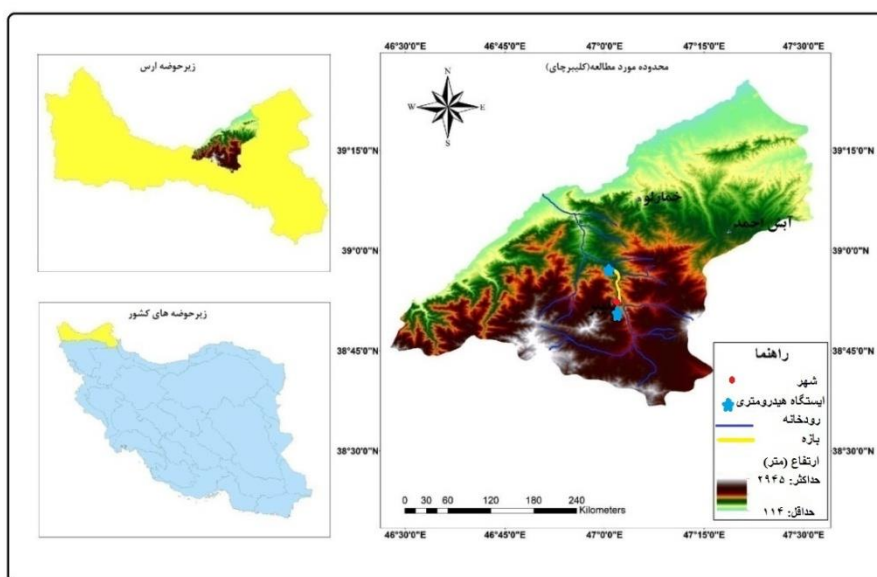 زیرحوضه ارس
زیرحوضه های کشور
46°30'0"E 46°45'0"E 47°0'0"E 47°15'0"E 47°30'0"E
محدوده مورد مطالعه(کلیبرچای)
N
W E
S
39°15'0"N 39°15'0"N
خمارلو
آبش احمد
39°0'0"N 39°0'0"N
38°45'0"N 38°45'0"N
38°30'0"N 38°30'0"N
راهنما
شهر
ایستگاه هیدرومتری
رودخانه
بازه
ارتفاع (متر)
حداکثر: ۲۹۴۵
حداقل: ۱۱۴
0 15 30 60 120 180 240
Kilometers
46°30'0"E 46°45'0"E 47°0'0"E 47°15'0"E 47°30'0"E